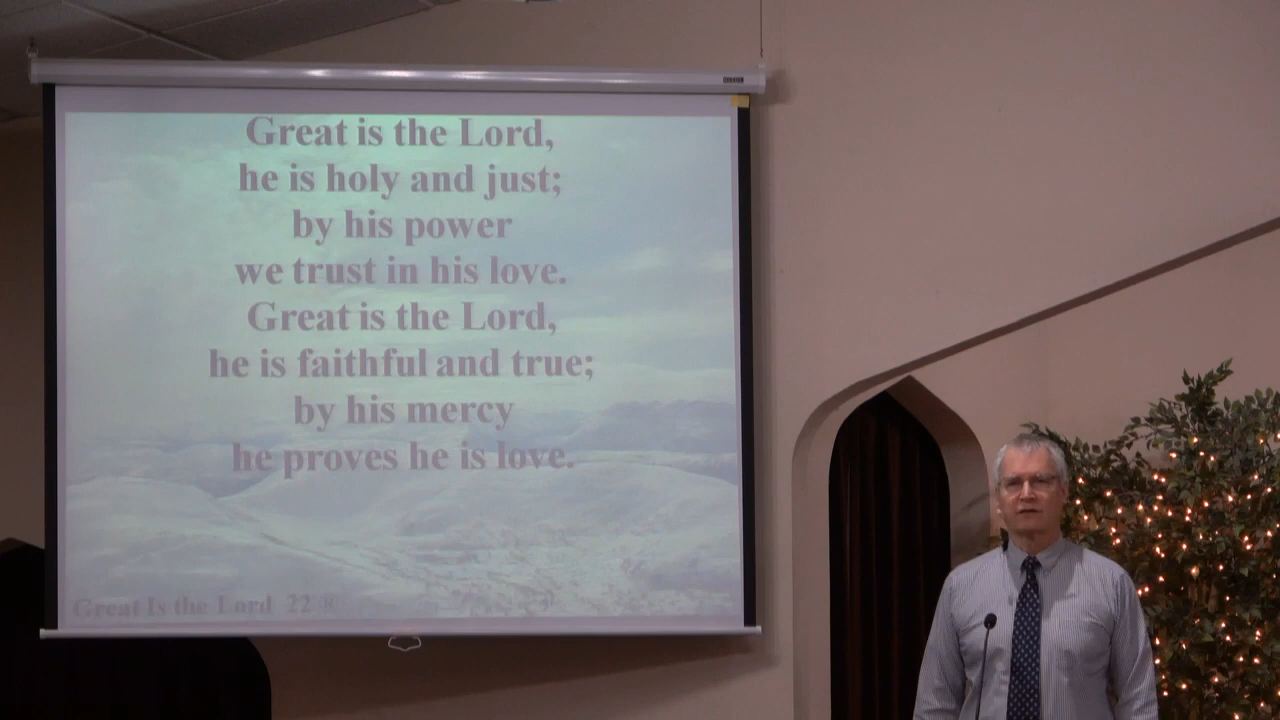 Great is the Lord,
he is holy and just;
by his power
we trust in his love.
Great is the Lord,
he is faithful and true;
by his mercy
he proves he is love.
Great Is the Lord 22 ®